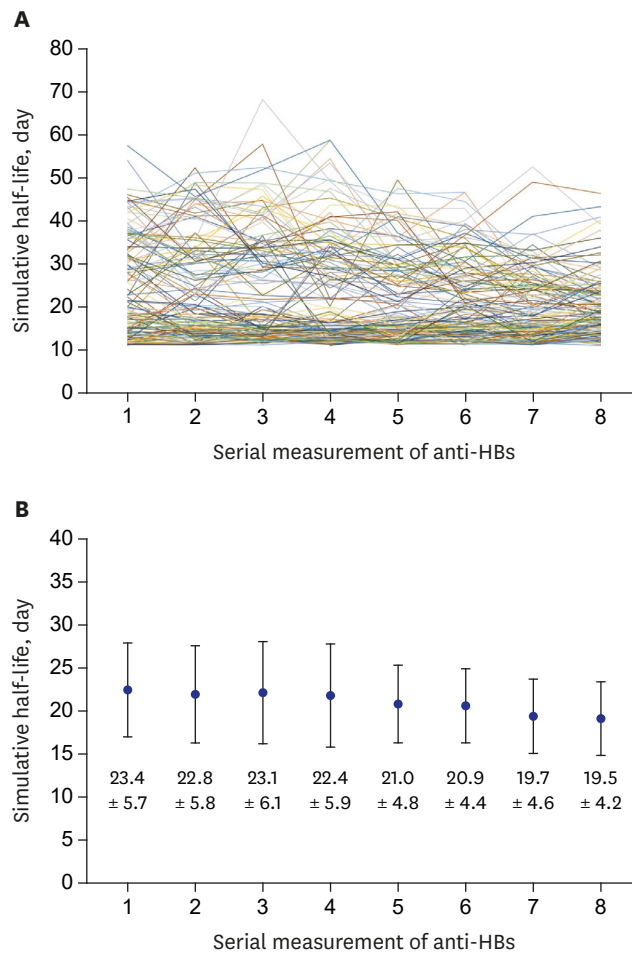 A
Simulative half-life, day
80
70
60
50
40
30
20
10
0
1 2 3 4 5 6 7 8
Serial measurement of anti-HBs
B
Simulative half-life, day
40
35
30
25
20
15
10
5
0
23.4 22.8 23.1 22.4 21.0 20.9 19.7 19.5
± 5.7 ± 5.8 ± 6.1 ± 5.9 ± 4.8 ± 4.4 ± 4.6 ± 4.2
1 2 3 4 5 6 7 8
Serial measurement of anti-HBs